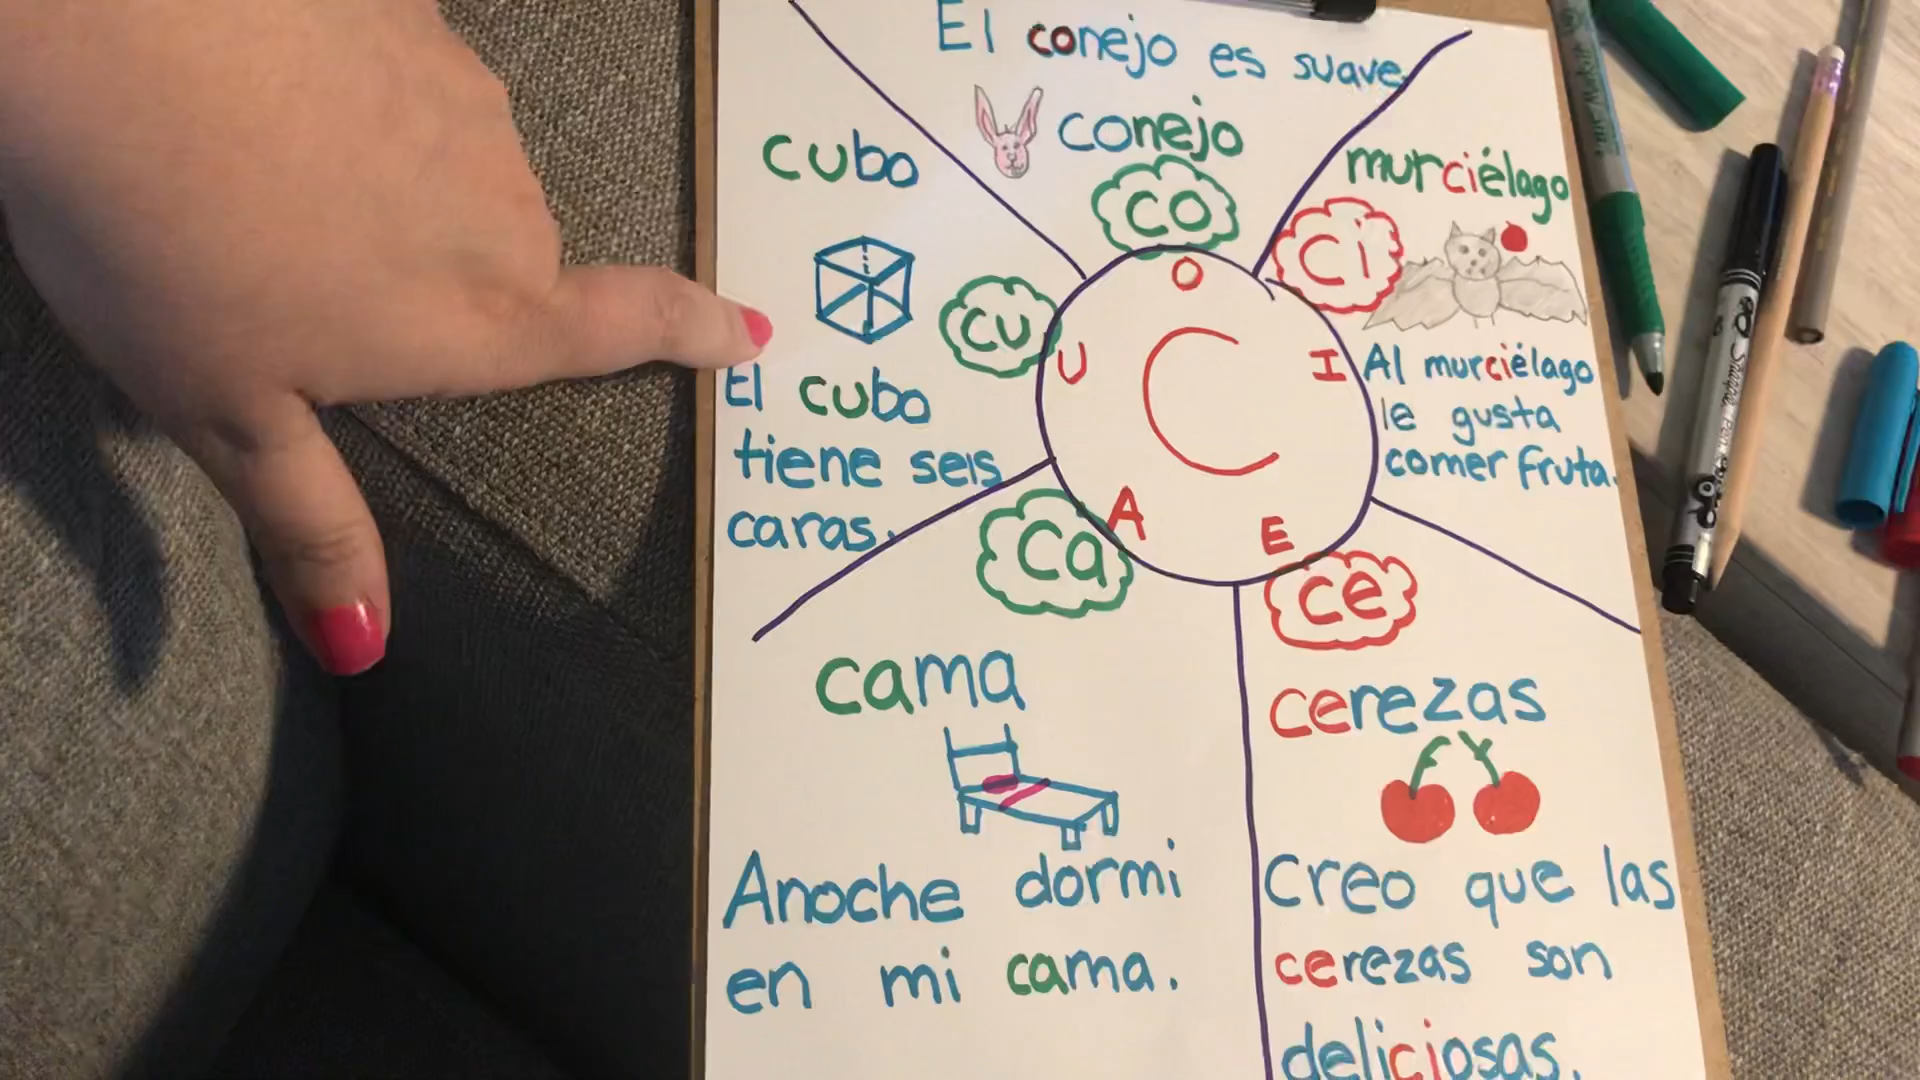 El conejo es suave
conejo
co
cubo
cu
El cubo
tiene seis
caras.
murciélago
ci
Al murciélago
le gusta
comer fruta.
O
U
C
I
A
E
ca
cama
Anoche dormi
en mi cama.
ce
cerezas
Creo que las
cerezas son
deliciosas.